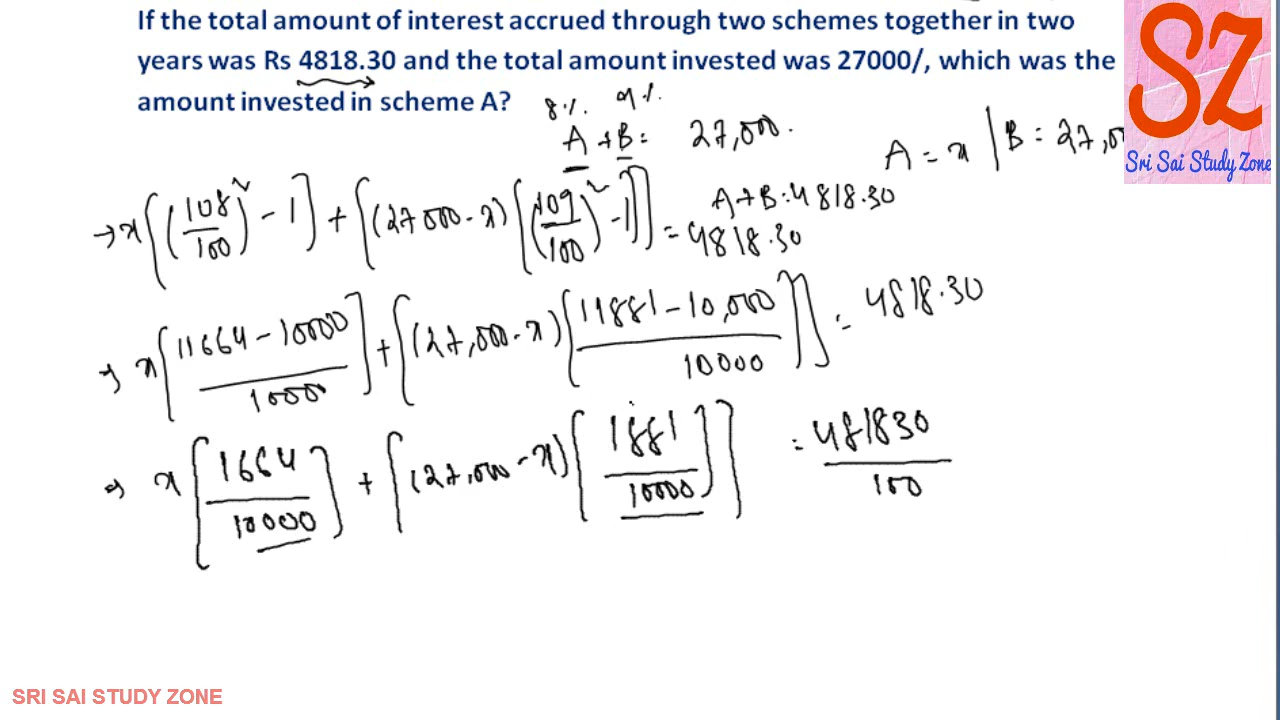 If the total amount of interest accrued through two schemes together in two
years was Rs 4818.30 and the total amount invested was 27000/, which was the
amount invested in scheme A?
SZ
Sri Sai Study Zone
8% 9%
A + B = 27,000.
A = x | B = 27,0
A+B=4818.30
→ x[(108/100)² - 1] + [(27000-x)[(109/100)² - 1]] = 4818.30
⇒ x[11664-10000/10000] + [(27,000-x)[11881-10,000/10000]] = 4818.30
⇒ x[1664/10000] + [(27,000-x)[1881/10000]] = 481830/100
SRI SAI STUDY ZONE